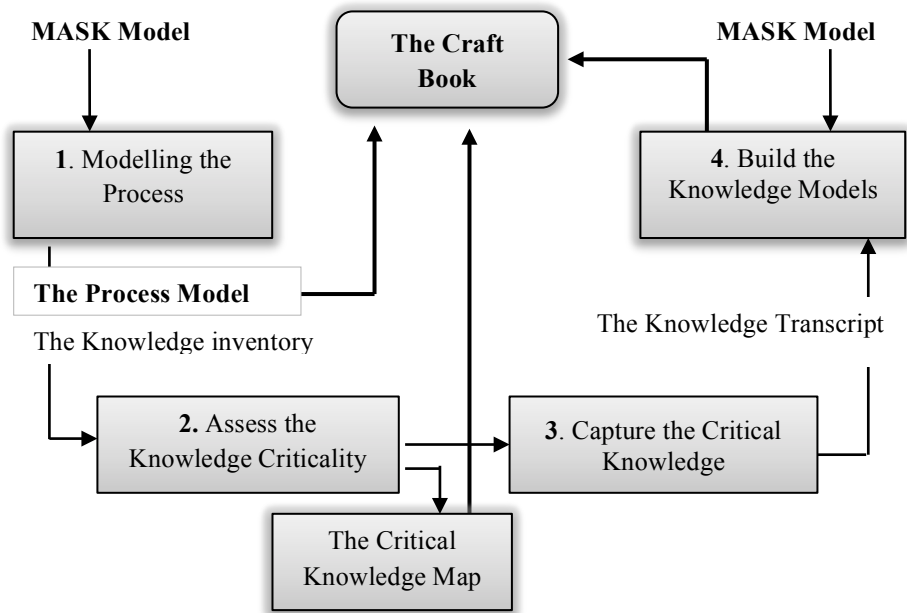 MASK Model
The Craft
Book
MASK Model
1. Modelling the
Process
4. Build the
Knowledge Models
The Process Model
The Knowledge inventory
The Knowledge Transcript
2. Assess the
Knowledge Criticality
3. Capture the Critical
Knowledge
The Critical
Knowledge Map